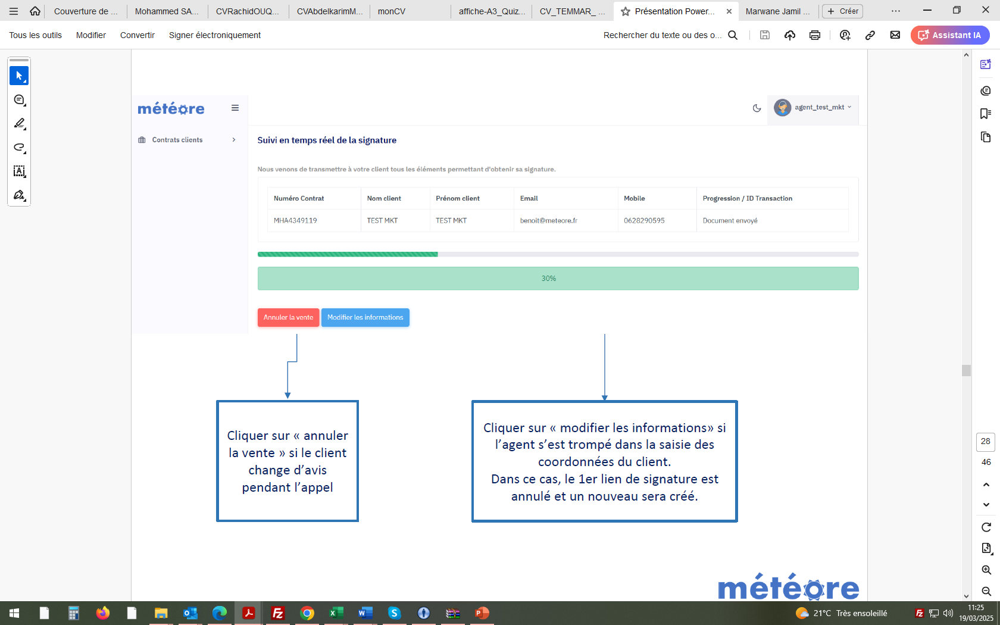 Couverture de ...
Mohammed SA...
CVRachidOUQ...
CVAbdelkarimM...
monCV
affiche-A3_Quiz...
CV_TEMMAR_ ...
Présentation Power...
Marwane Jamil ...
Créer
Tous les outils
Modifier
Convertir
Signer électroniquement
Rechercher du texte ou des o...
Assistant IA
météore
agent_test_mkt
Contrats clients
Suivi en temps réel de la signature
Nous venons de transmettre à votre client tous les éléments permettant d'obtenir sa signature.
Numéro Contrat Nom client Prénom client Email Mobile Progression / ID Transaction
MHA4349119 TEST MKT TEST MKT benoit@meteore.fr 0628290595 Document envoyé
30%
Annuler la vente Modifier les informations
Cliquer sur « annuler
la vente » si le client
change d’avis
pendant l’appel
Cliquer sur « modifier les informations» si
l’agent s’est trompé dans la saisie des
coordonnées du client.
Dans ce cas, le 1er lien de signature est
annulé et un nouveau sera créé.
météore
28
46
21°C Très ensoleillé
11:25
19/03/2025